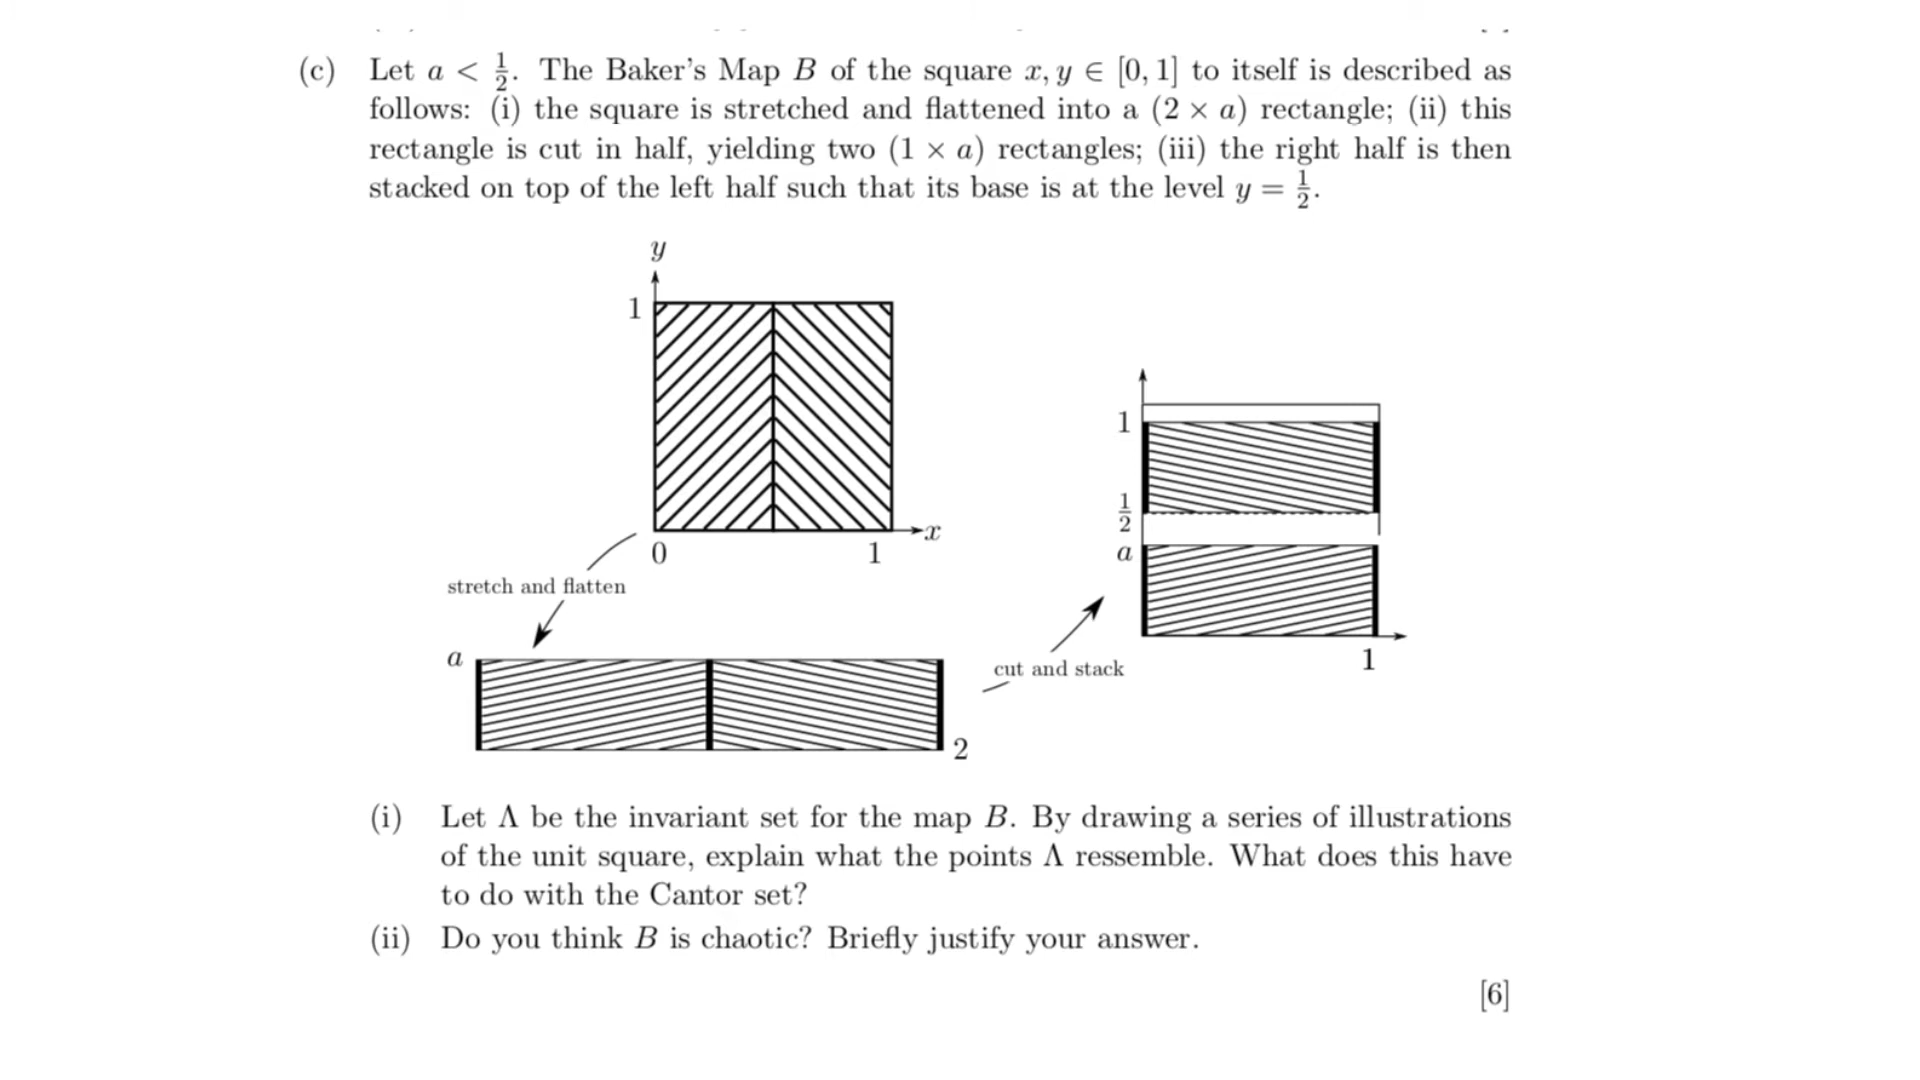 (c) Let a < 1/2. The Baker's Map B of the square x, y ∈ [0, 1] to itself is described as
follows: (i) the square is stretched and flattened into a (2 × a) rectangle; (ii) this
rectangle is cut in half, yielding two (1 × a) rectangles; (iii) the right half is then
stacked on top of the left half such that its base is at the level y = 1/2.
y
1
0
1
x
stretch and flatten
a
2
cut and stack
1
1/2
a
1
(i) Let Λ be the invariant set for the map B. By drawing a series of illustrations
of the unit square, explain what the points Λ ressemble. What does this have
to do with the Cantor set?
(ii) Do you think B is chaotic? Briefly justify your answer.
[6]